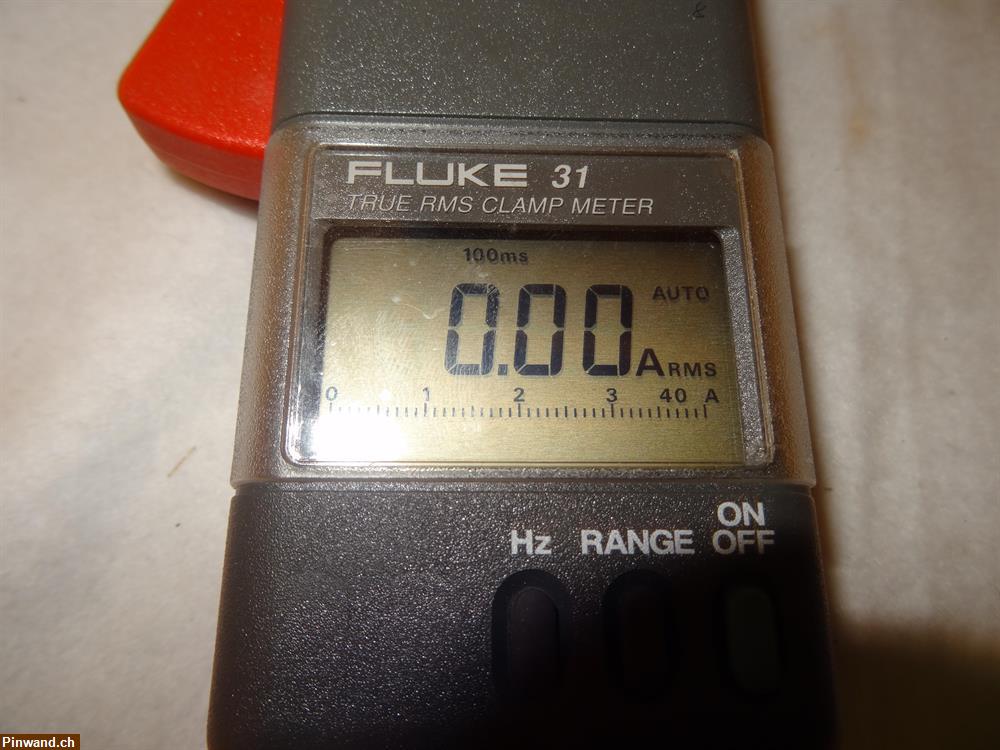 FLUKE 31
TRUE RMS CLAMP METER
100ms
0.00 A RMS
AUTO
0 1 2 3 40 A
ON
Hz RANGE OFF
Pinwand.ch